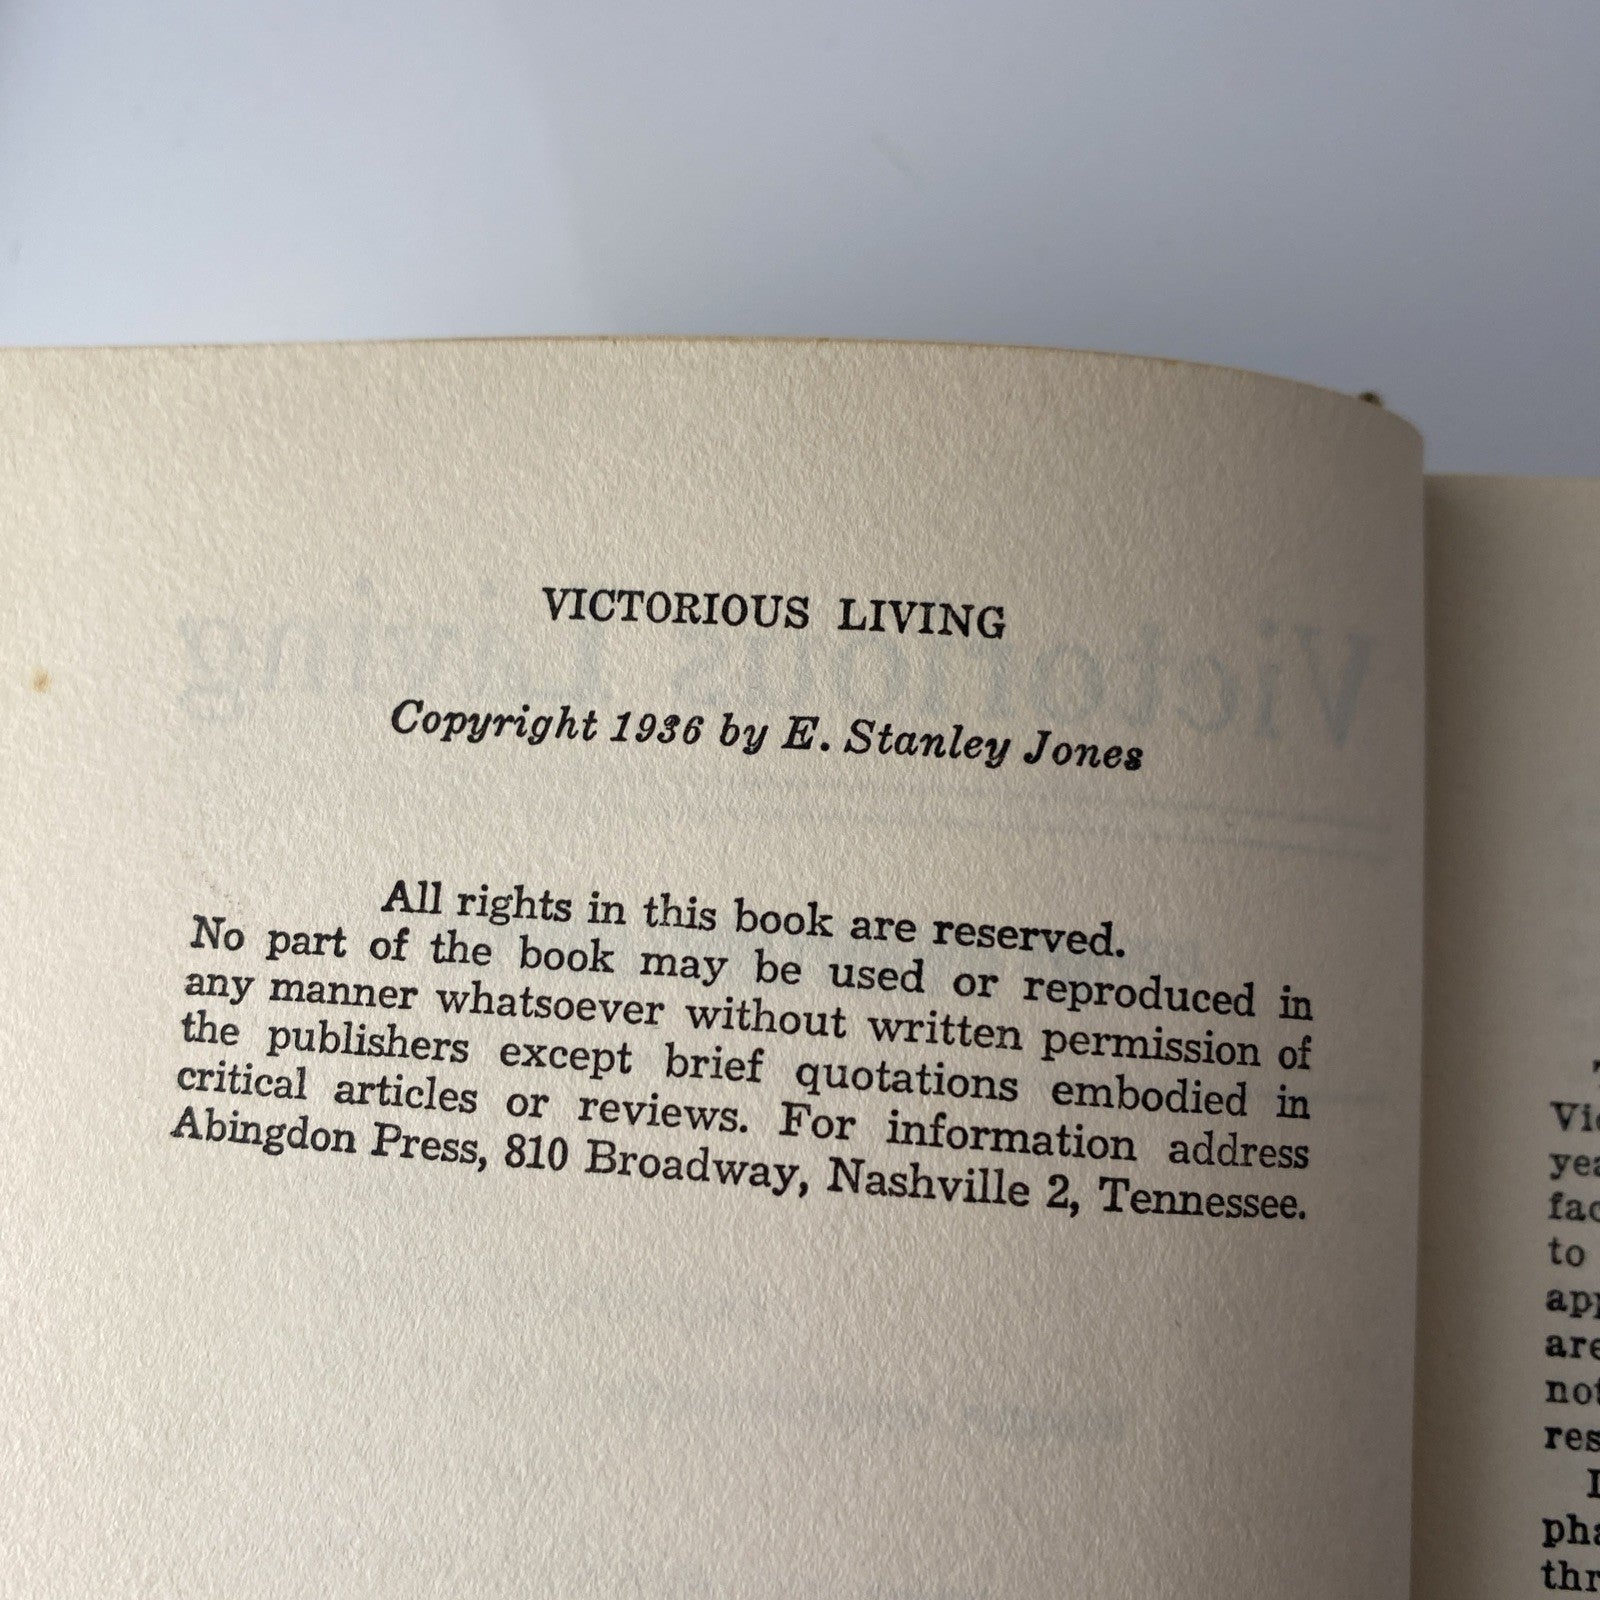 VICTORIOUS LIVING
Copyright 1936 by E. Stanley Jones
All rights in this book are reserved.
No part of the book may be used or reproduced in
any manner whatsoever without written permission of
the publishers except brief quotations embodied in
critical articles or reviews. For information address
Abingdon Press, 810 Broadway, Nashville 2, Tennessee.
to